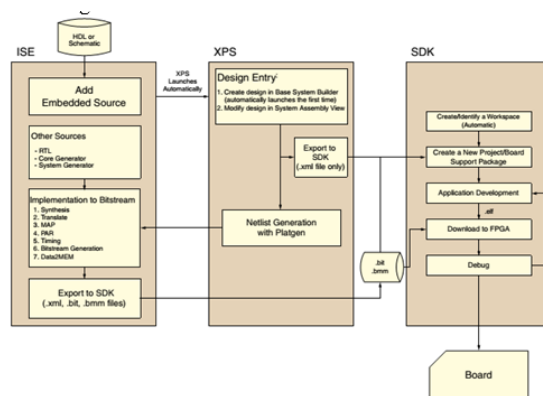 HDL or
Schematic
ISE
Add
Embedded Source
Other Sources
- RTL
- Core Generator
- System Generator
Implementation to Bitstream
1. Synthesis
2. Translate
3. MAP
4. PAR
5. Timing
6. Bitstream Generation
7. Data2MEM
Export to SDK
(.xml, .bit, .bmm files)
XPS
Launches
Automatically
XPS
Design Entry
1. Create design in Base System Builder
(automatically launches the first time)
2. Modify design in System Assembly View
Export to
SDK
(.xml file only)
Netlist Generation
with Platgen
.bit
.bmm
SDK
Create/Identify a Workspace
(Automatic)
Create a New Project/Board
Support Package
Application Development
.elf
Download to FPGA
Debug
Board